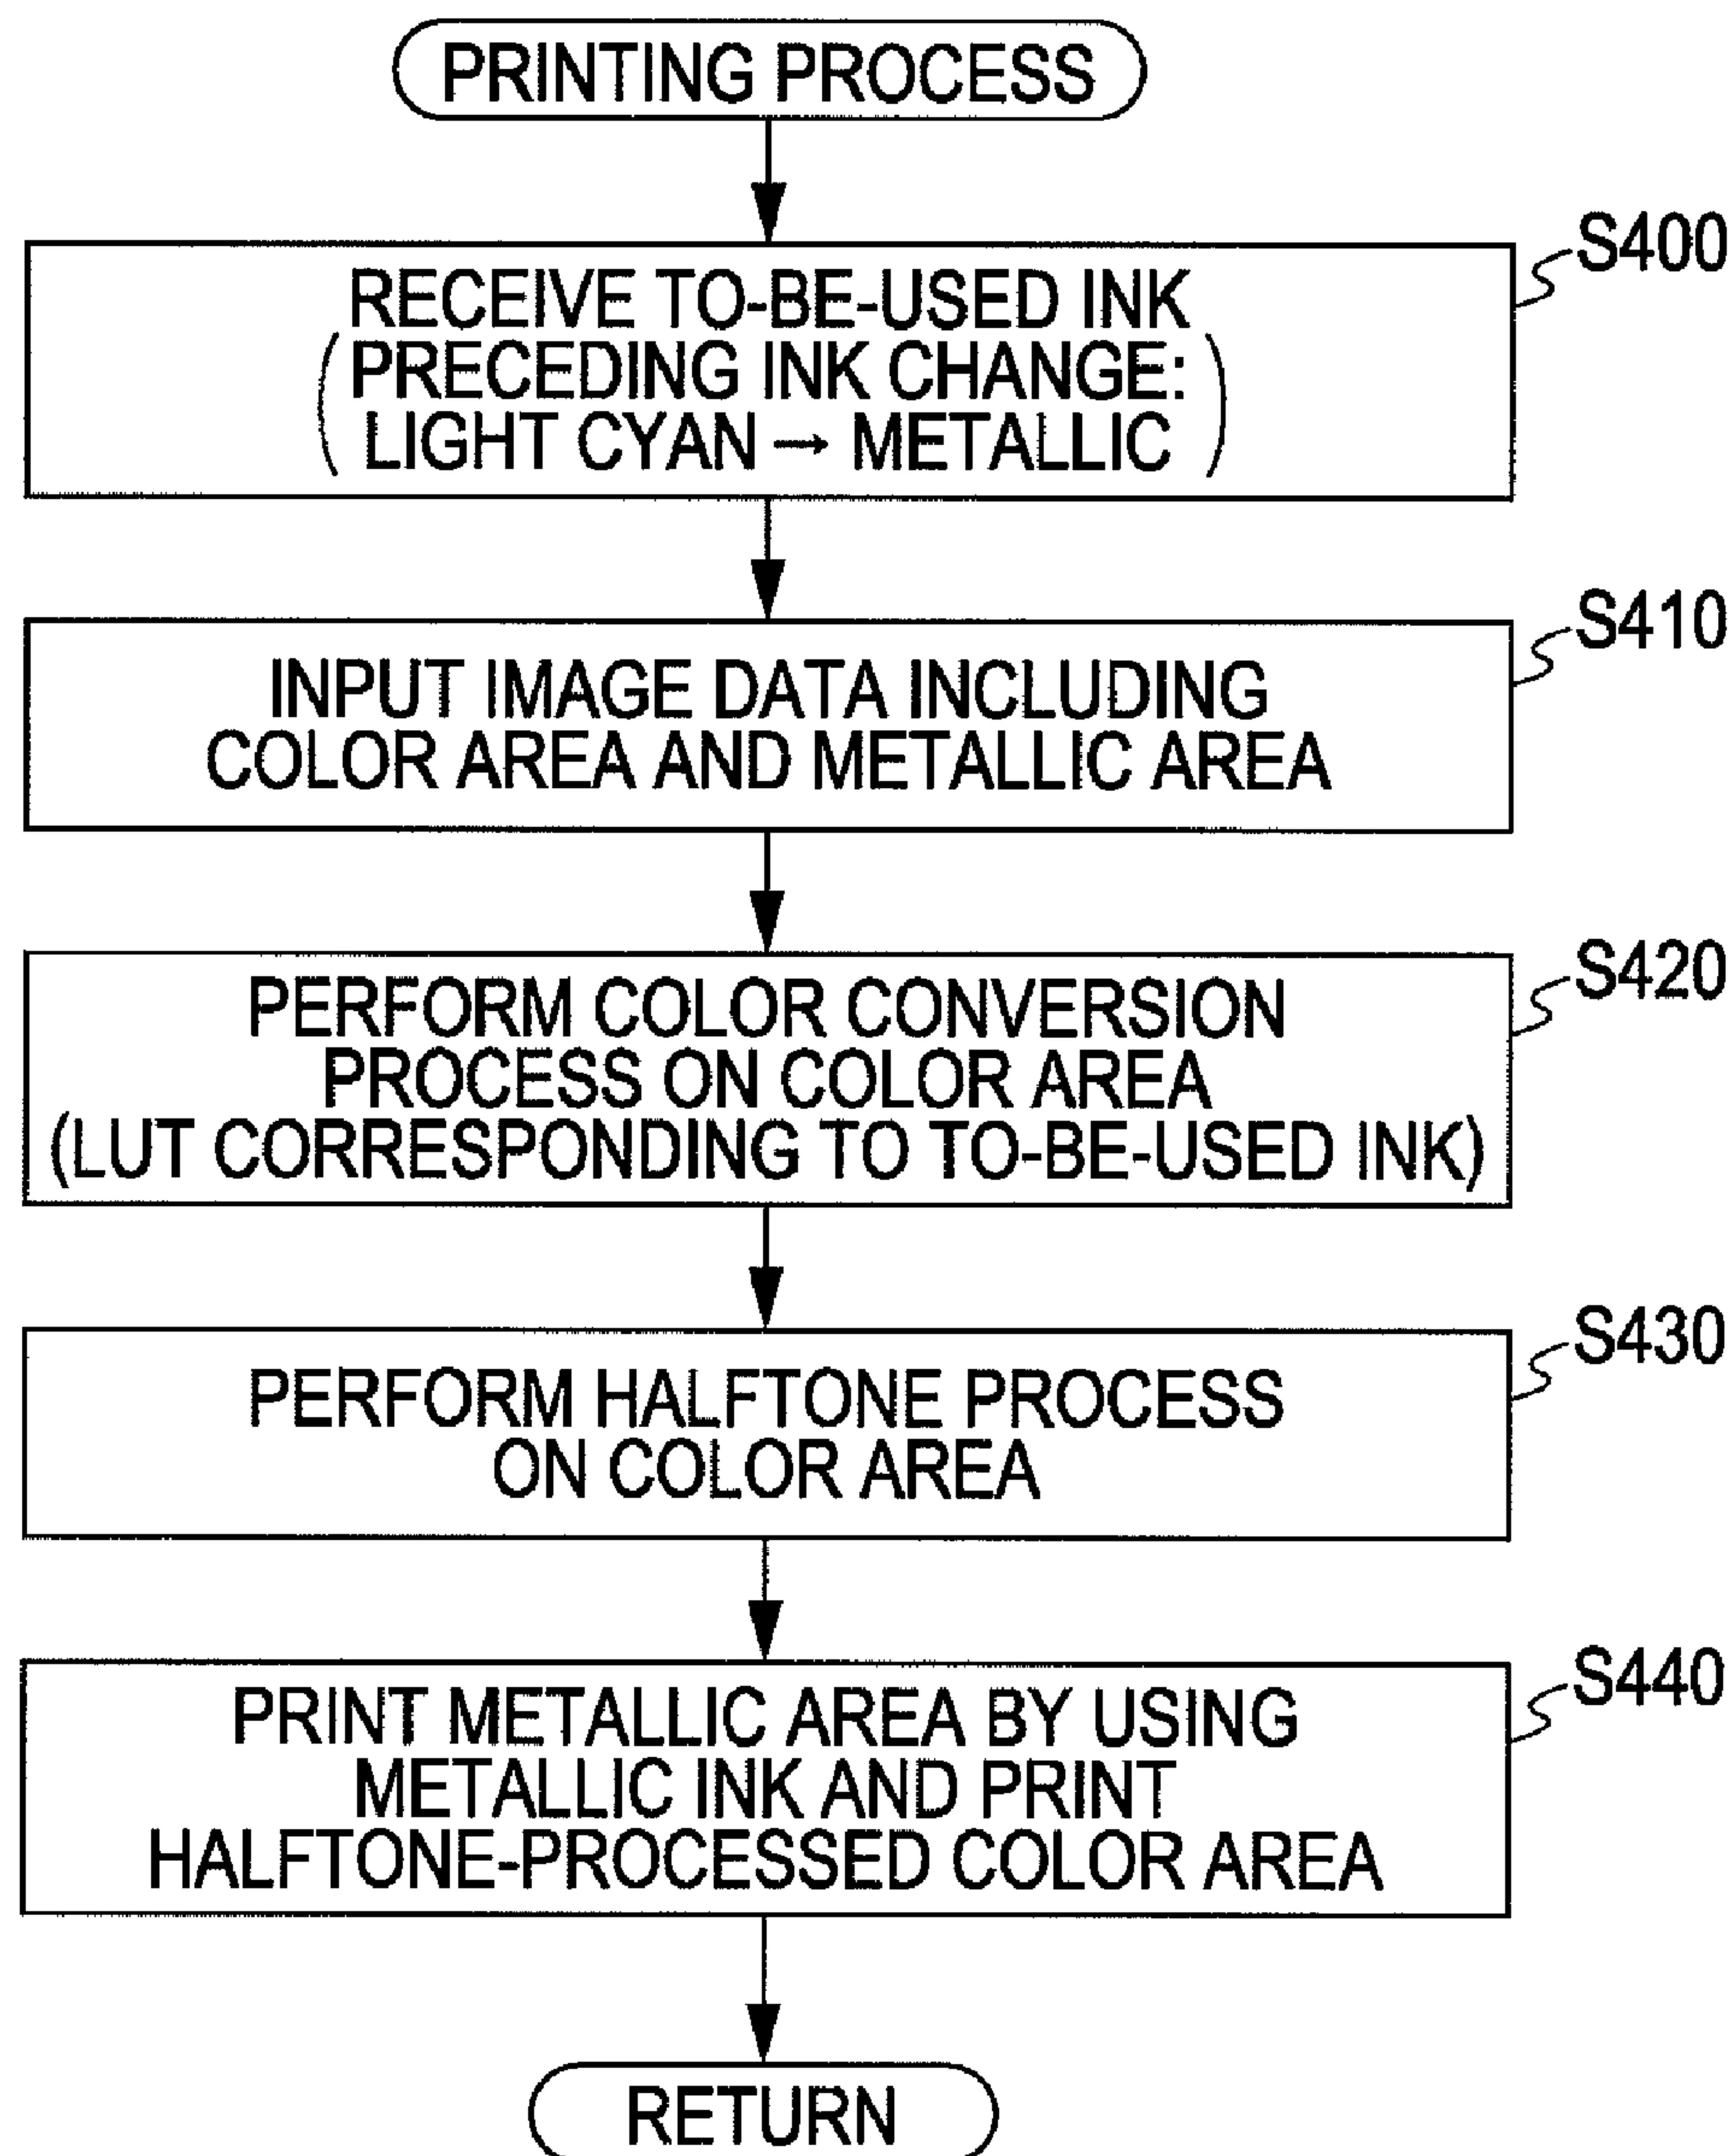 PRINTING PROCESS
S400
RECEIVE TO-BE-USED INK
(PRECEDING INK CHANGE:
LIGHT CYAN → METALLIC)
S410
INPUT IMAGE DATA INCLUDING
COLOR AREA AND METALLIC AREA
S420
PERFORM COLOR CONVERSION
PROCESS ON COLOR AREA
(LUT CORRESPONDING TO TO-BE-USED INK)
S430
PERFORM HALFTONE PROCESS
ON COLOR AREA
S440
PRINT METALLIC AREA BY USING
METALLIC INK AND PRINT
HALFTONE-PROCESSED COLOR AREA
RETURN